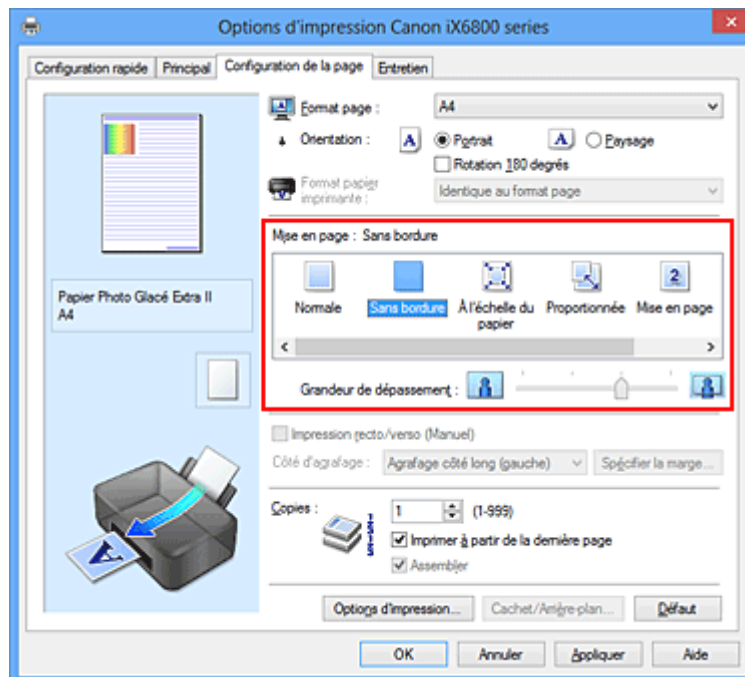 Options d'impression Canon iX6800 series
Configuration rapide Principal Configuration de la page Entretien
Format page : A4
Orientation : A Portrait A Paysage
Rotation 180 degrés
Format papier imprimante : Identique au format page
Mise en page : Sans bordure
Normale Sans bordure À l'échelle du papier Proportionnée 2 Mise en page
Papier Photo Glacé Extra II
A4
Grandeur de dépassement :
Impression recto/verso (Manuel)
Côté d'agrafage : Agrafage côté long (gauche) Spécifier la marge...
Copies : 1 (1-999)
Imprimer à partir de la dernière page
Assembler
A
Options d'impression... Cachet/Arrière-plan... Défaut
OK Annuler Appliquer Aide